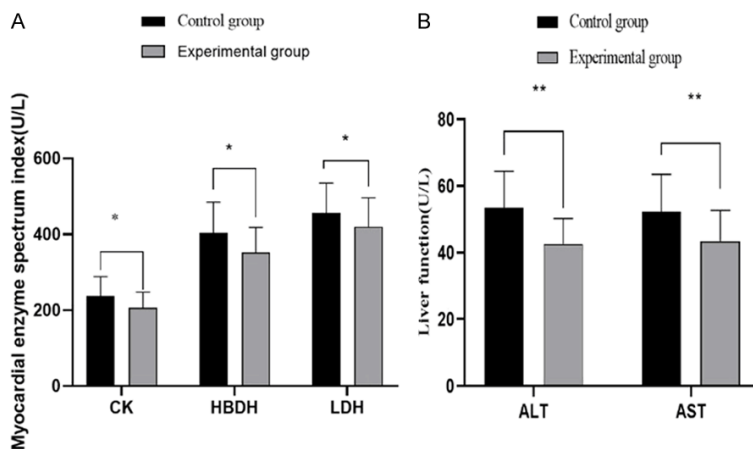 A
Control group
Experimental group
Myocardial enzyme spectrum index(U/L)
600
400
200
0
*
*
*
CK
HBDH
LDH
B
Control group
Experimental group
Liver function(U/L)
80
60
40
20
0
**
**
ALT
AST